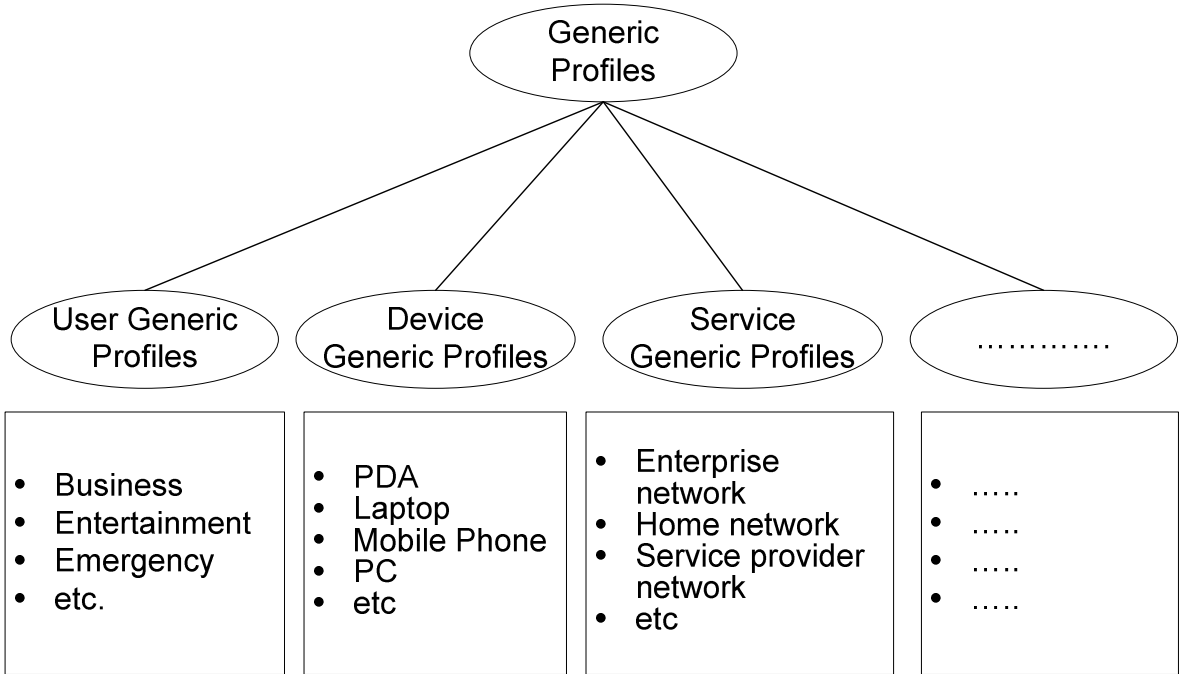 Generic
Profiles
User Generic
Profiles
Device
Generic Profiles
Service
Generic Profiles
………….
• Business
• Entertainment
• Emergency
• etc.
• PDA
• Laptop
• Mobile Phone
• PC
• etc
• Enterprise
network
• Home network
• Service provider
network
• etc
• …..
• …..
• …..
• …..